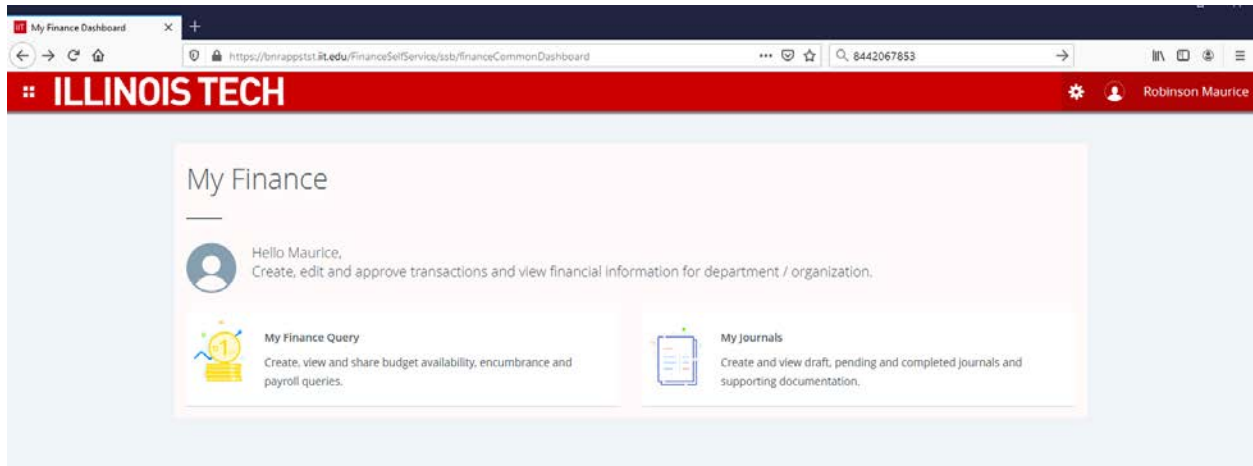 IIT My Finance Dashboard
https://bnrappstst.iit.edu/FinanceSelfService/ssb/financeCommonDashboard
8442067853
ILLINOIS TECH
Robinson Maurice
My Finance
Hello Maurice,
Create, edit and approve transactions and view financial information for department / organization.
My Finance Query
Create, view and share budget availability, encumbrance and
payroll queries.
My Journals
Create and view draft, pending and completed journals and
supporting documentation.